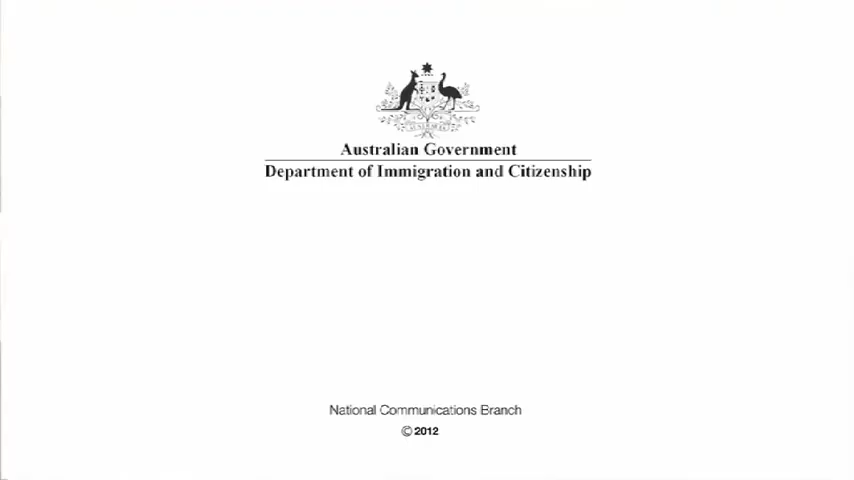 Australian Government
Department of Immigration and Citizenship
National Communications Branch
© 2012